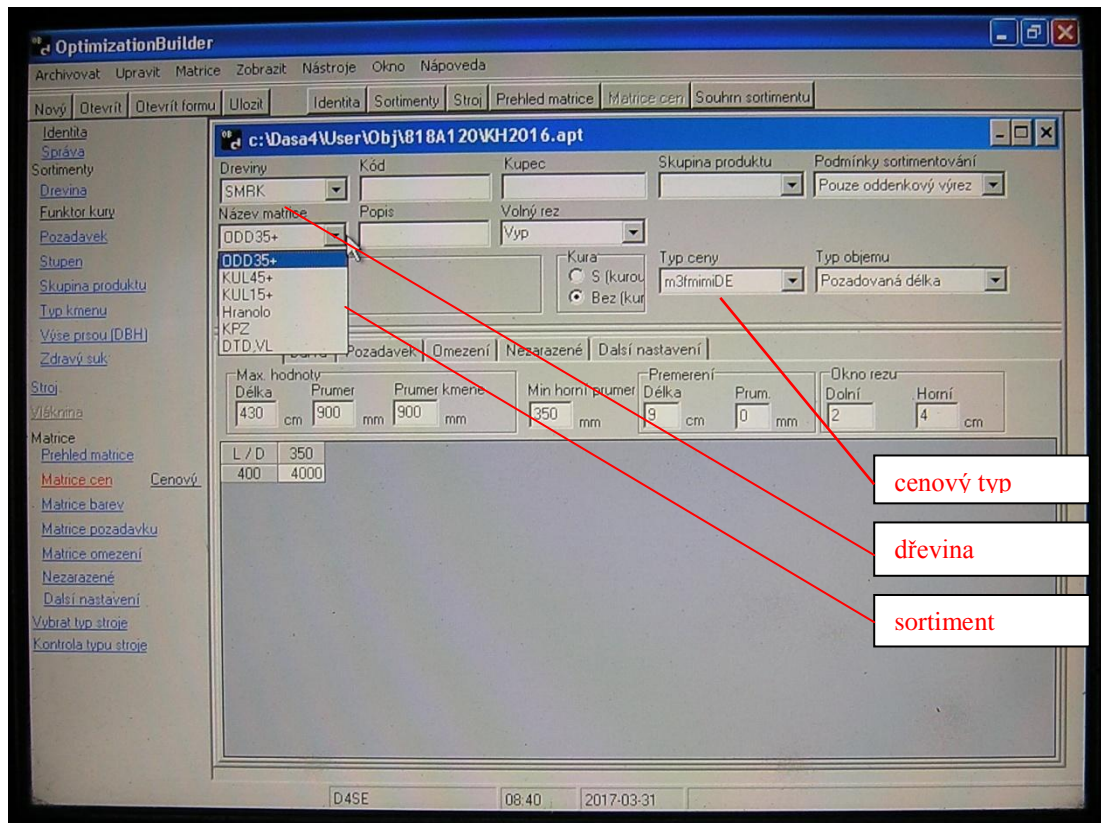 OptimizationBuilder
Archivovat Upravit Matrice Zobrazit Nástroje Okno Nápoveda
Nový Otevrít Otevrít formu Ulozit Identita Sortimenty Stroj Prehled matrice Matrice cen Souhrn sortimentu
Identita
Správa
Sortimenty
Drevina
Funktor kury
Pozadavek
Stupen
Skupina produktu
Typ kmenu
Výse prsou (DBH)
Zdravý suk
Stroj
Vláknina
Matrice
Prehled matrice
Matrice cen Cenový
Matrice barev
Matrice pozadavku
Matrice omezení
Nezarazené
Dalsí nastavení
Vybrat typ stroje
Kontrola typu stroje
c:\Dasa4\User\Obj\818A120\KH2016.apt
Dreviny Kód Kupec Skupina produktu Podmínky sortimentování
SMRK Pouze oddenkový výrez
Název matrice Popis Volný rez
ODD35+ Vyp
ODD35+
KUL45+
KUL15+
Hranolo
KPZ
DTD,VL
Kura
S (kurou
Bez (kur
Typ ceny Typ objemu
m3fmimiDE Pozadovaná délka
Pozadavek Omezení Nezarazené Dalsí nastavení
Max. hodnoty Premerení Okno rezu
Délka Prumer Prumer kmene Min horní prumer Délka Prum. Dolní Horní
430 cm 900 mm 900 mm 350 mm 9 cm 0 mm 2 4 cm
L / D 350
400 4000
cenový typ
dřevina
sortiment
D4SE 08:40 2017-03-31